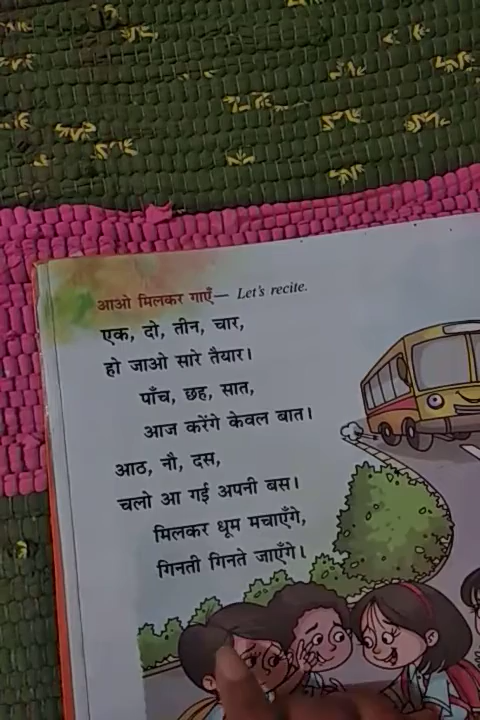 आओ मिलकर गाएँ— Let's recite.
एक, दो, तीन, चार,
हो जाओ सारे तैयार।
पाँच, छह, सात,
आज करेंगे केवल बात।
आठ, नौ, दस,
चलो आ गई अपनी बस।
मिलकर धूम मचाएँगे,
गिनती गिनते जाएँगे।